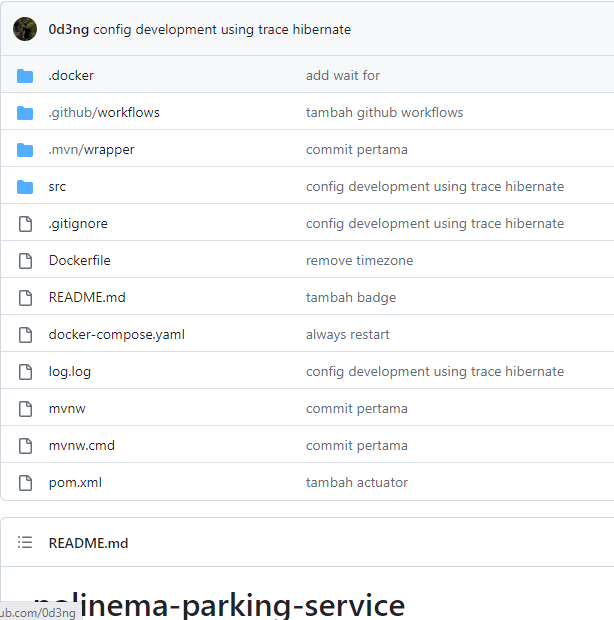 0d3ng config development using trace hibernate
.docker add wait for
.github/workflows tambah github workflows
.mvn/wrapper commit pertama
src config development using trace hibernate
.gitignore config development using trace hibernate
Dockerfile remove timezone
README.md tambah badge
docker-compose.yaml always restart
log.log config development using trace hibernate
mvnw commit pertama
mvnw.cmd commit pertama
pom.xml tambah actuator
README.md
polinema-parking-service
ub.com/0d3ng